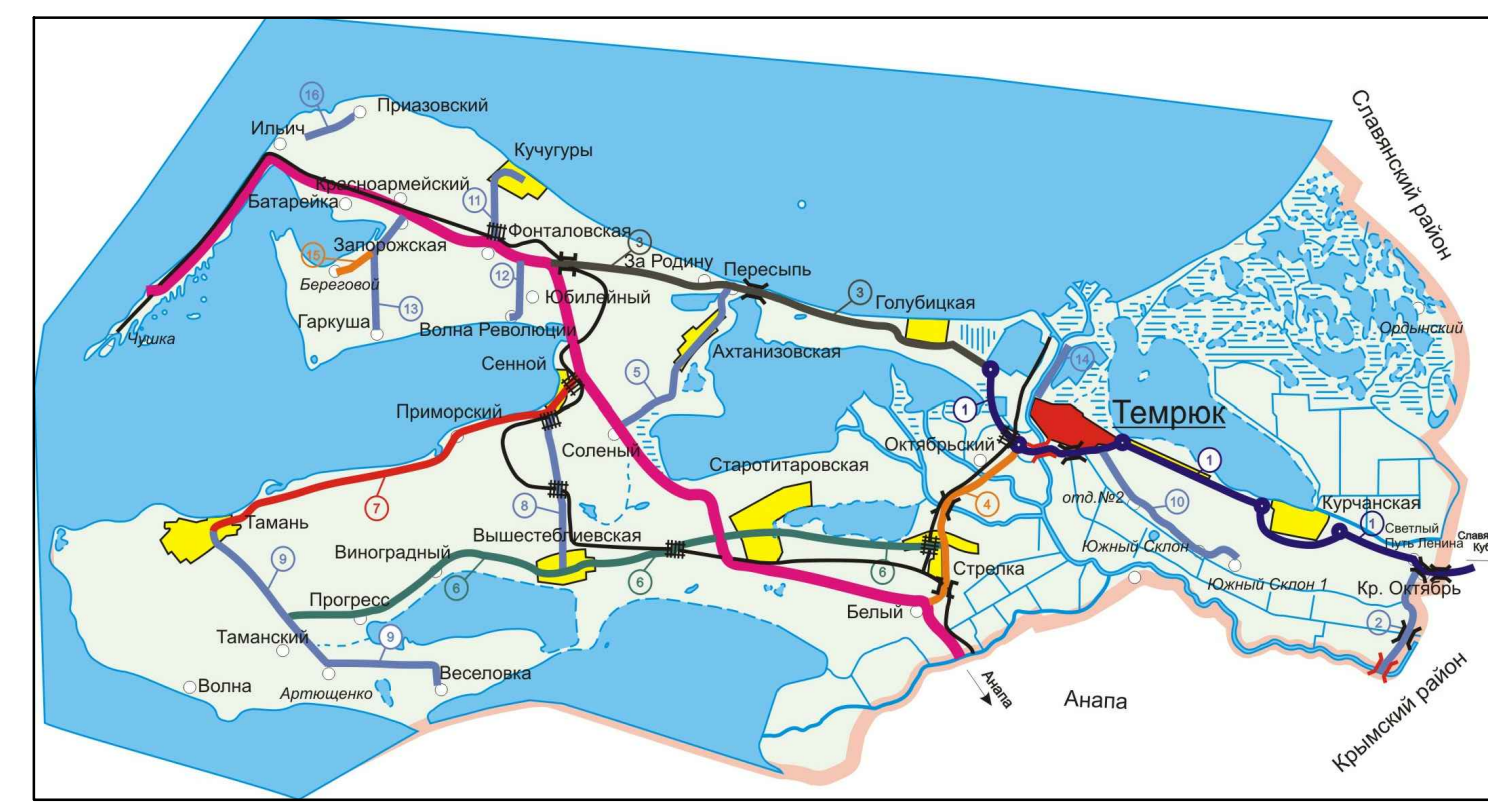 16
Приазовский
Ильич
Славянский район
Кучугуры
Красноармейский
Батарейка
11
Фонталовская
3
Запорожская
За Родину
Пересыпь
15
Береговой
12
Юбилейный
3
Голубицкая
13
Гаркуша
Волна Революции
Ордынский
Чушка
Сенной
Ахтанизовская
14
5
Приморский
1
Темрюк
Соленый
Октябрьский
Старотитаровская
1
7
отд.№2
10
Курчанская
4
8
Тамань
1
Светлый
Славя
Вышестеблиевская
Путь Ленина
Куб
Виноградный
Южный Склон
9
6
6
6
Стрелка
Южный Склон 1
Кр. Октябрь
Прогресс
Белый
Таманский
9
2
Веселовка
Волна
Артющенко
Анапа
Анапа
Крымский район